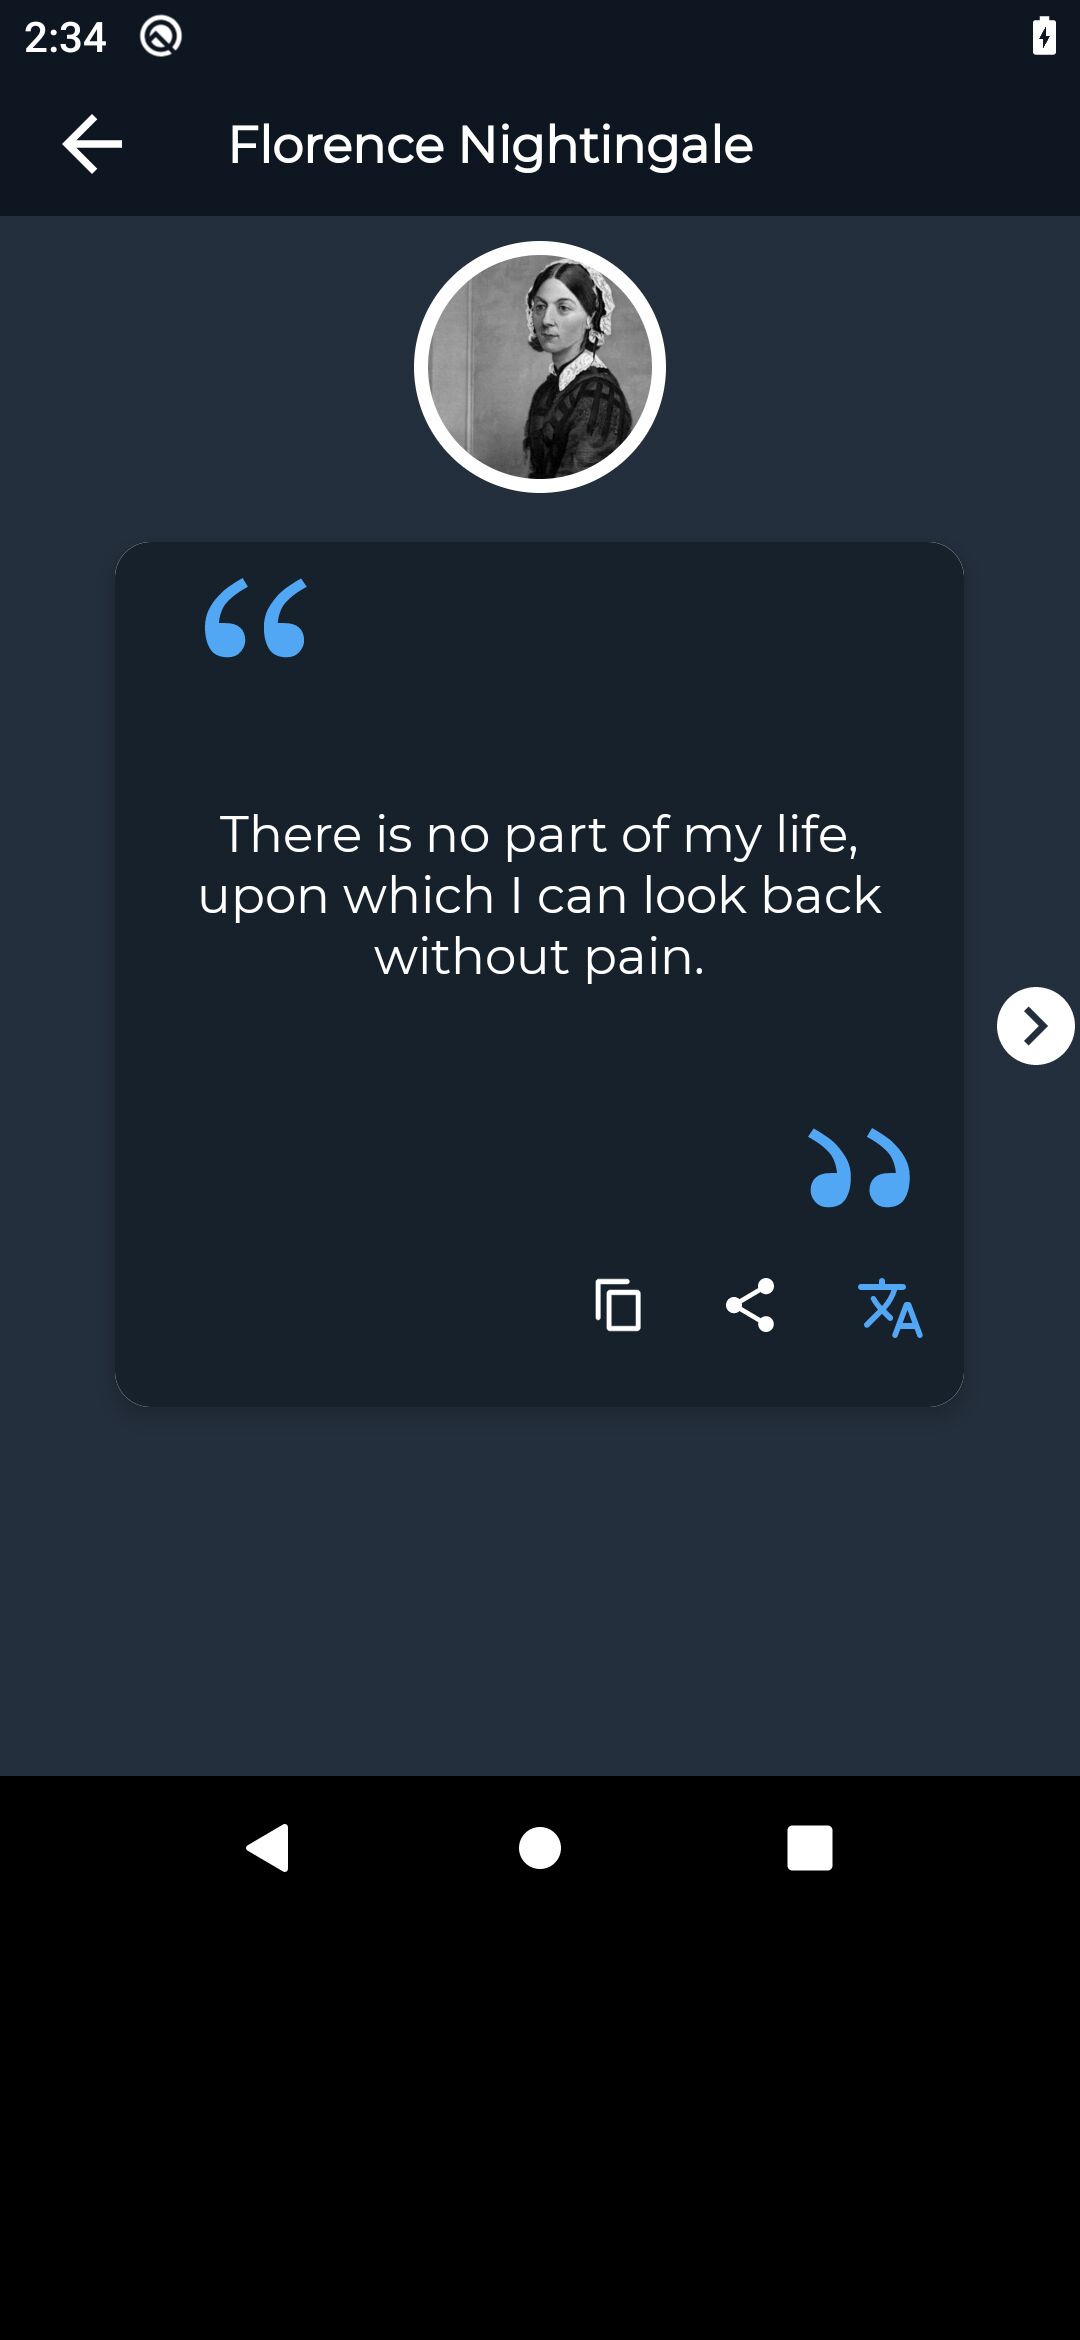 2:34
Florence Nightingale
There is no part of my life,
upon which I can look back
without pain.